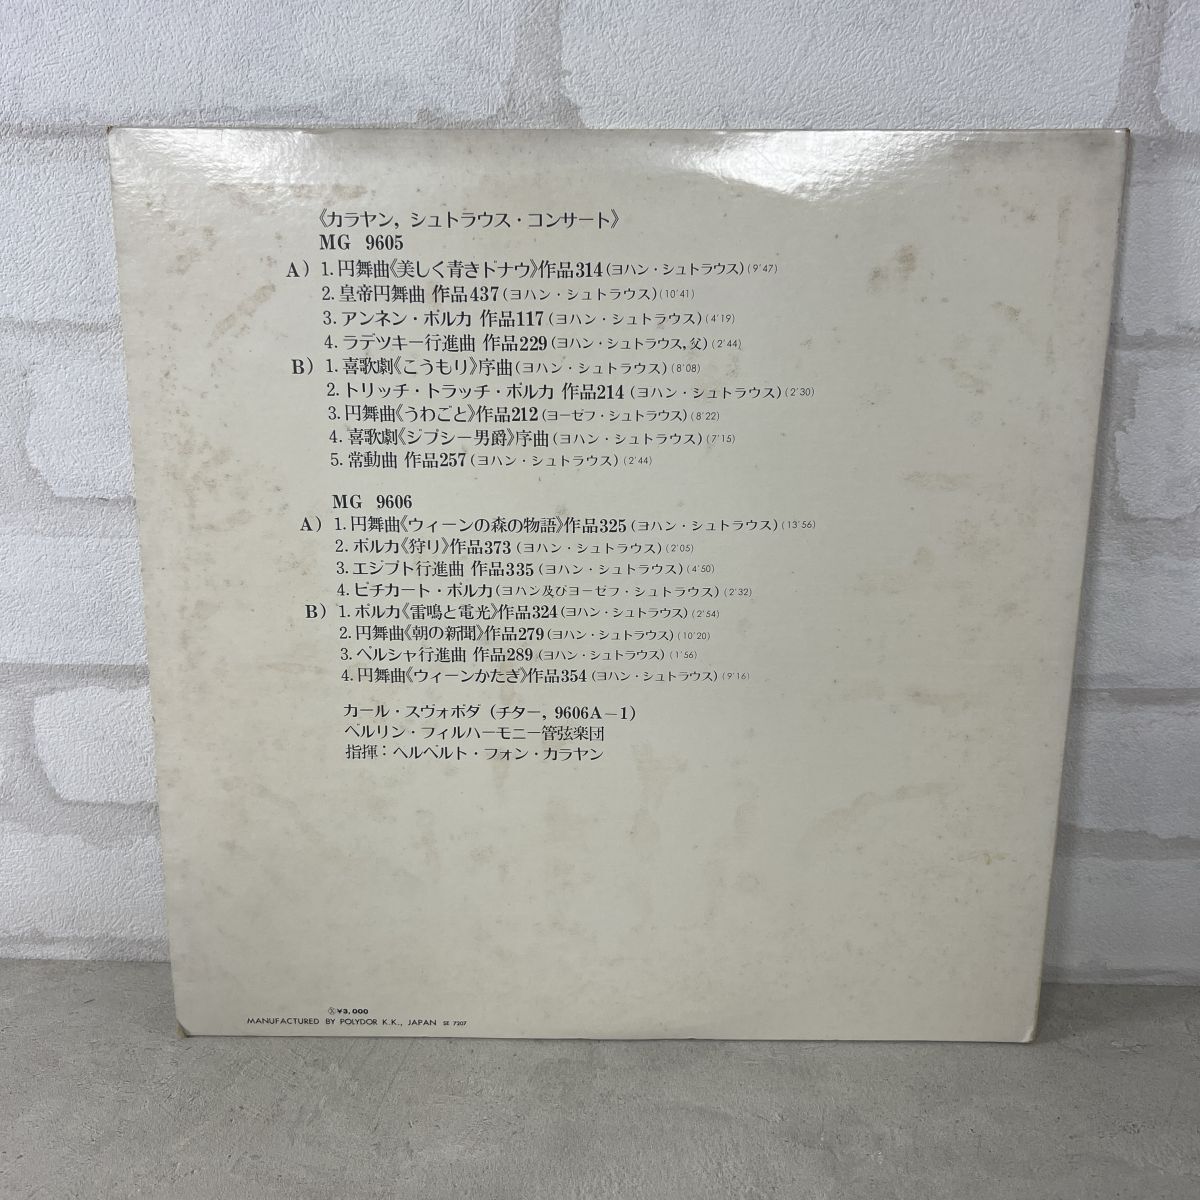 《カラヤン, シュトラウス・コンサート》
MG 9605
A) 1. 円舞曲《美しく青きドナウ》作品314 (ヨハン・シュトラウス) (9'47)
2. 皇帝円舞曲 作品437 (ヨハン・シュトラウス) (10'41)
3. アンネン・ポルカ 作品117 (ヨハン・シュトラウス) (4'19)
4. ラデツキー行進曲 作品229 (ヨハン・シュトラウス, 父) (2'44)
B) 1. 喜歌劇《こうもり》序曲 (ヨハン・シュトラウス) (8'08)
2. トリッチ・トラッチ・ポルカ 作品214 (ヨハン・シュトラウス) (2'30)
3. 円舞曲《うわごと》作品212 (ヨーゼフ・シュトラウス) (8'22)
4. 喜歌劇《ジプシー男爵》序曲 (ヨハン・シュトラウス) (7'15)
5. 常動曲 作品257 (ヨハン・シュトラウス) (2'44)
MG 9606
A) 1. 円舞曲《ウィーンの森の物語》作品325 (ヨハン・シュトラウス) (13'56)
2. ポルカ《狩り》作品373 (ヨハン・シュトラウス) (2'05)
3. エジプト行進曲 作品335 (ヨハン・シュトラウス) (4'50)
4. ピチカート・ポルカ (ヨハン及びヨーゼフ・シュトラウス) (2'32)
B) 1. ポルカ《雷鳴と電光》作品324 (ヨハン・シュトラウス) (2'54)
2. 円舞曲《朝の新聞》作品279 (ヨハン・シュトラウス) (10'20)
3. ペルシャ行進曲 作品289 (ヨハン・シュトラウス) (1'56)
4. 円舞曲《ウィーンかたぎ》作品354 (ヨハン・シュトラウス) (9'16)
カール・スヴォボダ (チター, 9606A-1)
ベルリン・フィルハーモニー管弦楽団
指揮：ヘルベルト・フォン・カラヤン
Ⓧ¥3,000
MANUFACTURED BY POLYDOR K.K., JAPAN SE 7207